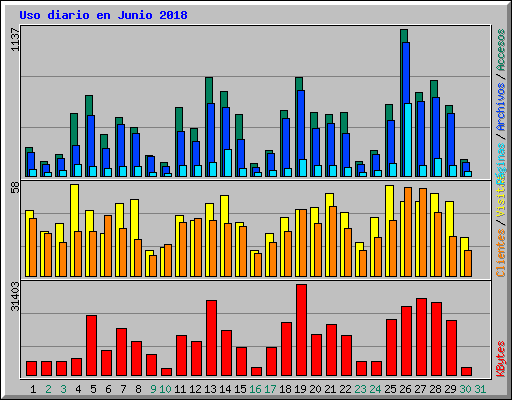 Uso diario en Junio 2018
1137
58
31403
Accesos / Archivos / Páginas
Visitas / Clientes
KBytes
1 2 3 4 5 6 7 8 9 10 11 12 13 14 15 16 17 18 19 20 21 22 23 24 25 26 27 28 29 30 31